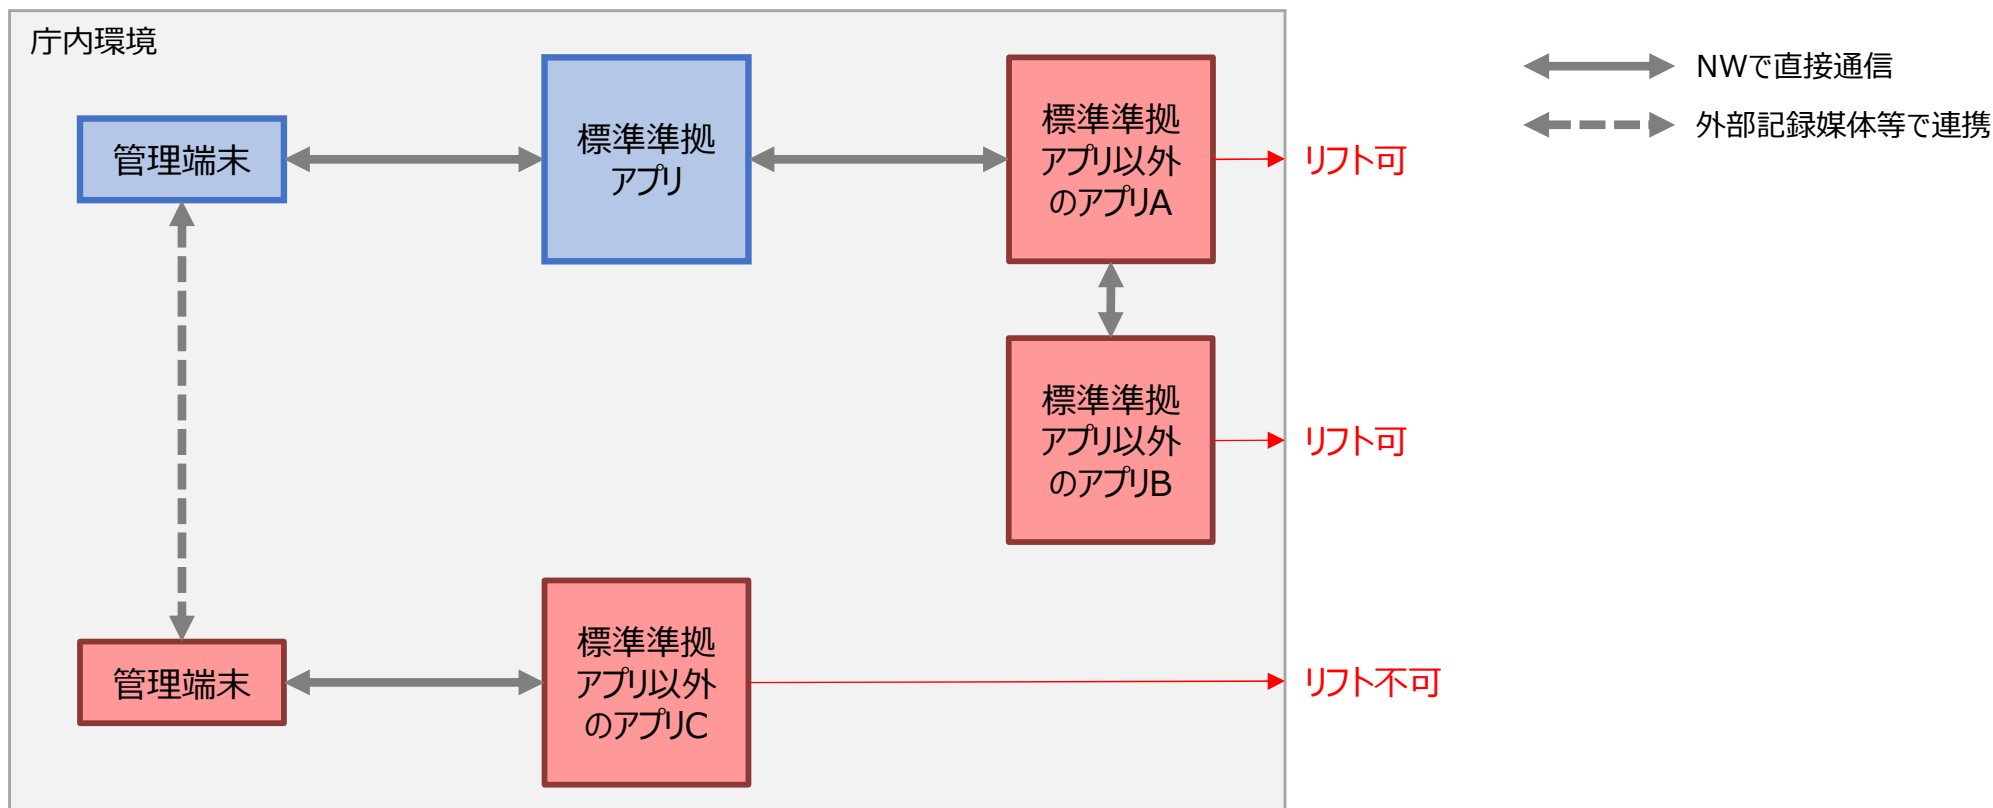 庁内環境
管理端末
標準準拠
アプリ
標準準拠
アプリ以外
のアプリA
リフト可
NWで直接通信
外部記録媒体等で連携
標準準拠
アプリ以外
のアプリB
リフト可
管理端末
標準準拠
アプリ以外
のアプリC
リフト不可